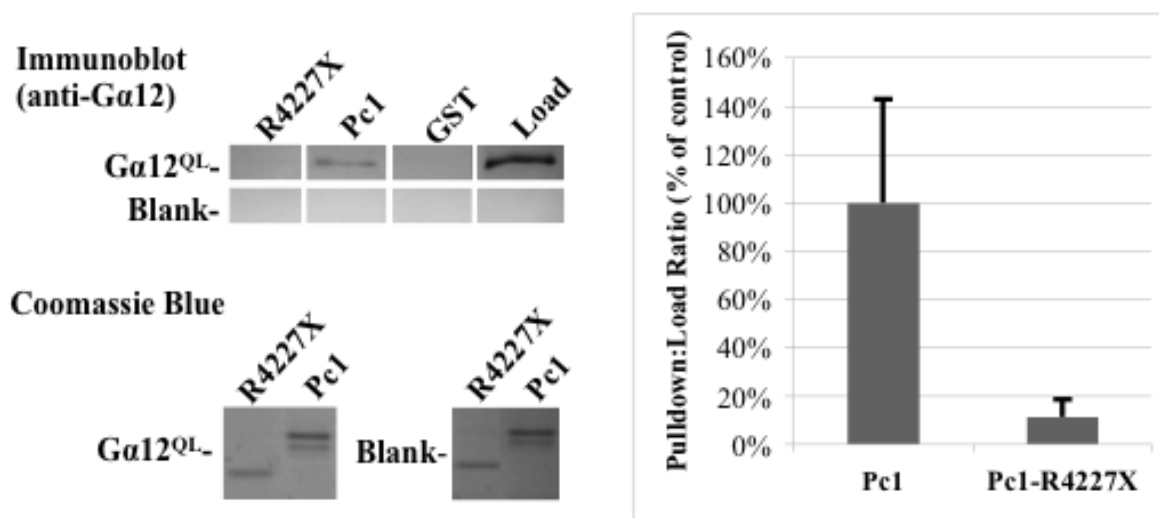 Immunoblot
(anti-Gα12)
R4227X Pc1 GST Load
Gα12QL-
Blank-
Coomassie Blue
R4227X Pc1
Gα12QL-
R4227X Pc1
Blank-
Pulldown:Load Ratio (% of control)
160%
140%
120%
100%
80%
60%
40%
20%
0%
Pc1 Pc1-R4227X